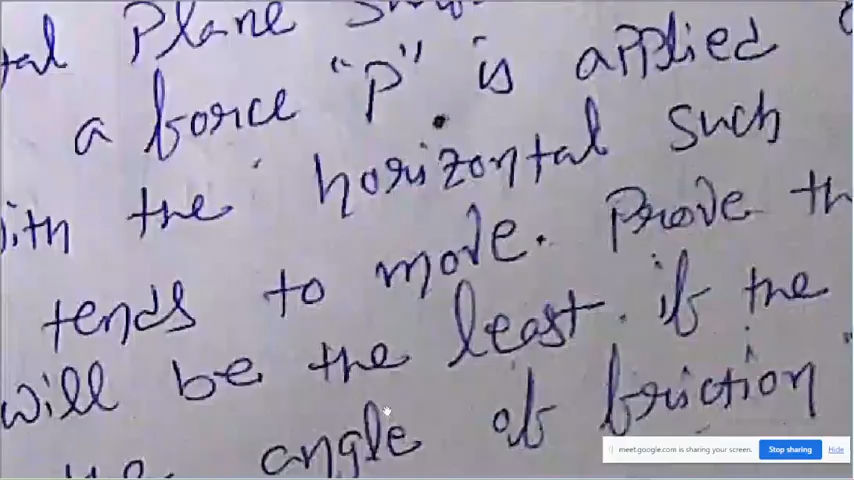 Plane
a force "P" is applied
with the horizontal such
tends to move. Prove
will be the least. if the
angle of friction
meet.google.com is sharing your screen. Stop sharing Hide